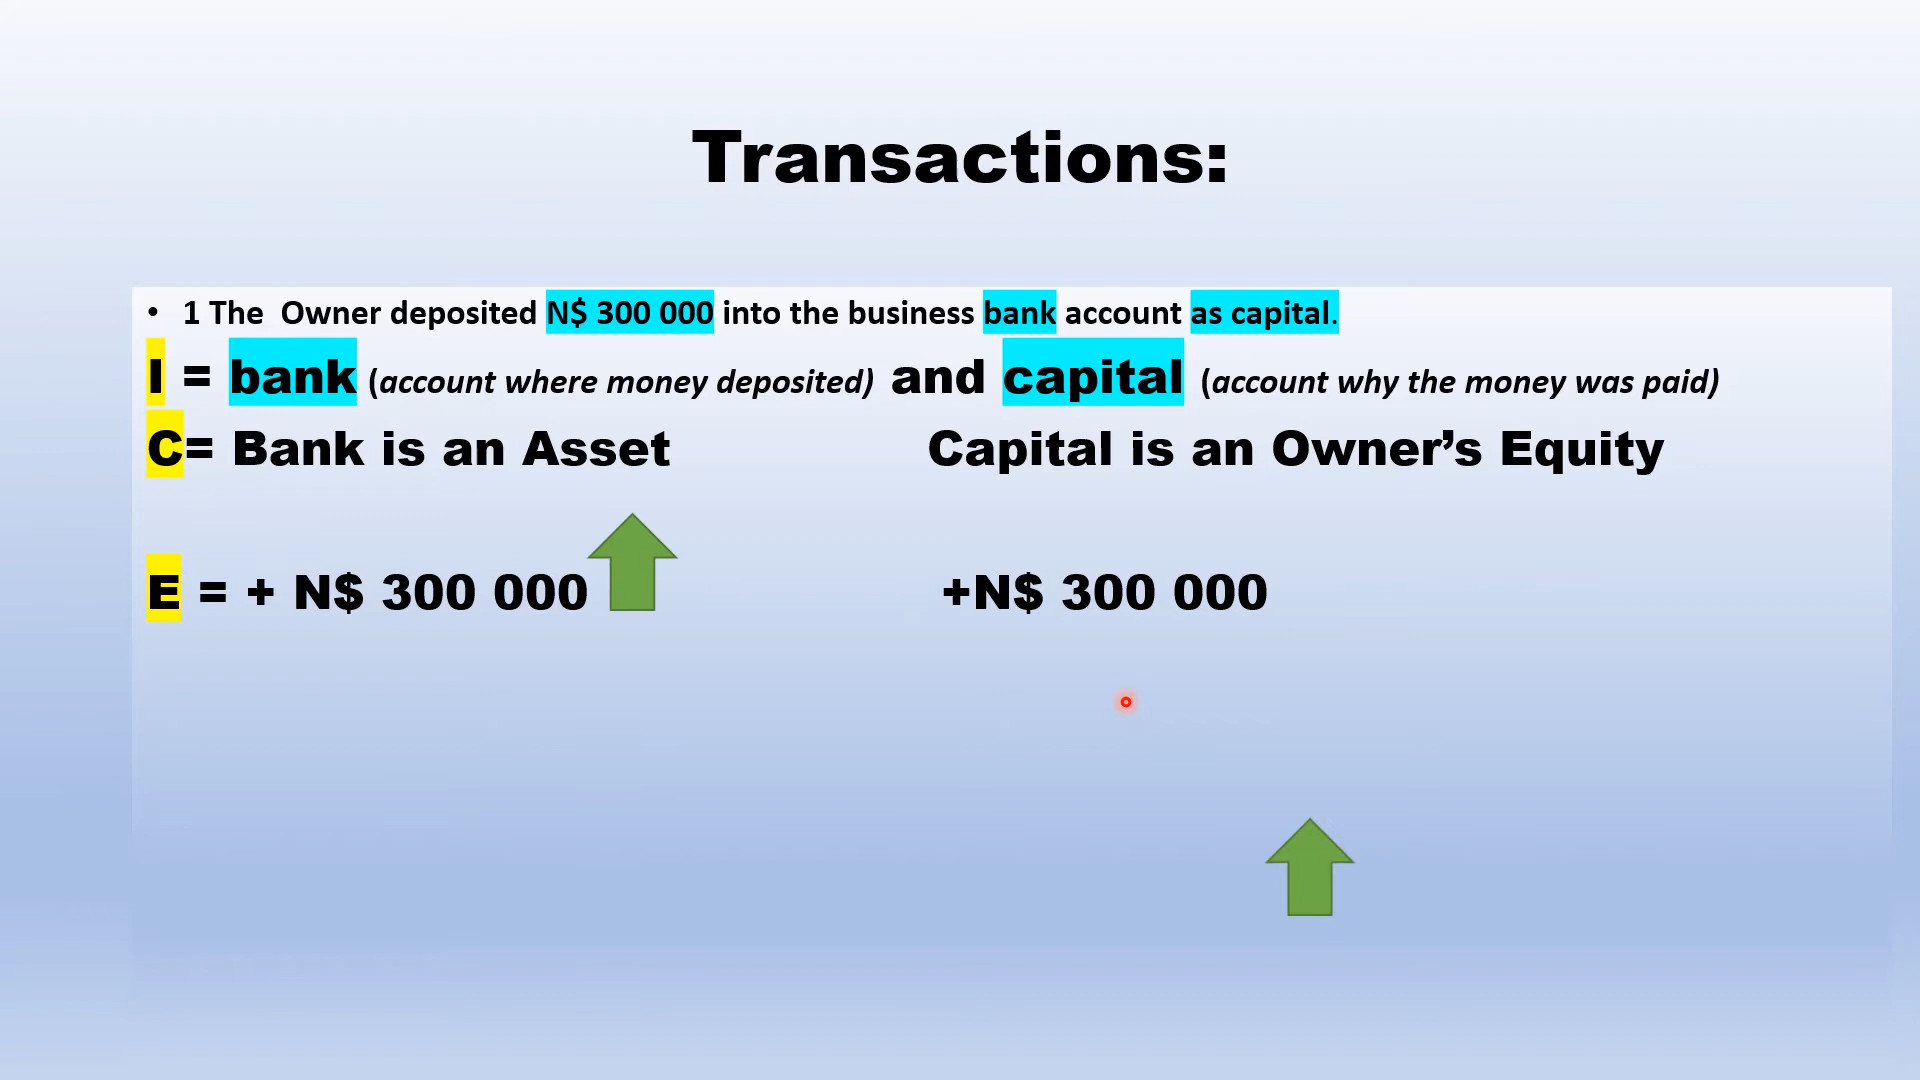 Transactions:
• 1 The Owner deposited N$ 300 000 into the business bank account as capital.
I = bank (account where money deposited) and capital (account why the money was paid)
C= Bank is an Asset Capital is an Owner’s Equity
E = + N$ 300 000 +N$ 300 000